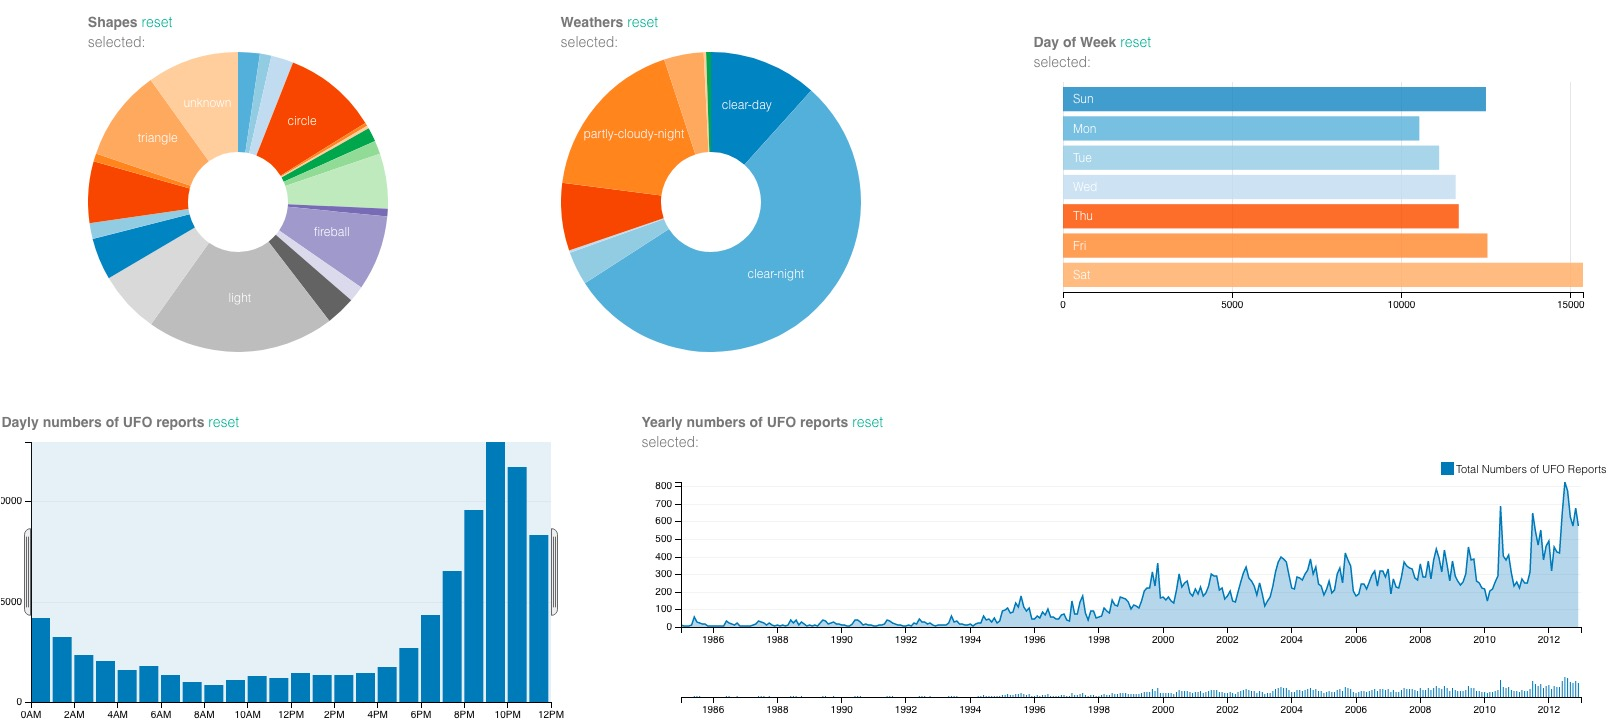 Shapes reset
selected:
unknown
circle
triangle
fireball
light
Weathers reset
selected:
clear-day
partly-cloudy-night
clear-night
Day of Week reset
selected:
Sun
Mon
Tue
Wed
Thu
Fri
Sat
0 5000 10000 15000
Dayly numbers of UFO reports reset
0000
5000
0
0AM 2AM 4AM 6AM 8AM 10AM 12PM 2PM 4PM 6PM 8PM 10PM 12PM
Yearly numbers of UFO reports reset
selected:
Total Numbers of UFO Reports
800
700
600
500
400
300
200
100
0
1986 1988 1990 1992 1994 1996 1998 2000 2002 2004 2006 2008 2010 2012
1986 1988 1990 1992 1994 1996 1998 2000 2002 2004 2006 2008 2010 2012